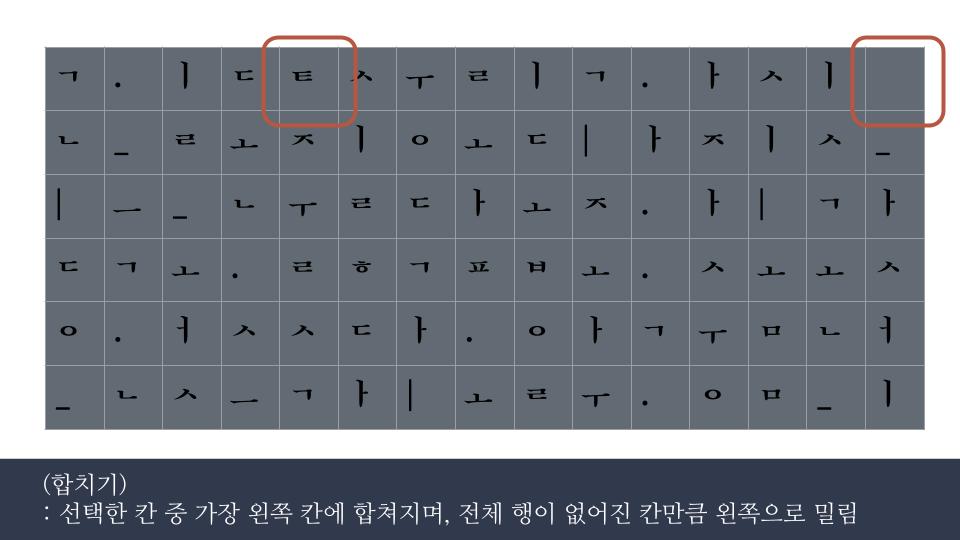 ㄱ . ㅣ ㄷ ㅌ ㅅ ㅜ ㄹ ㅣ ㄱ . ㅏ ㅅ ㅣ
ㄴ _ ㄹ ㅗ ㅈ ㅣ ㅇ ㅗ ㄷ | ㅏ ㅈ ㅣ ㅅ _
| ㅡ _ ㄴ ㅜ ㄹ ㄷ ㅏ ㅗ ㅈ . ㅏ | ㄱ ㅏ
ㄷ ㄱ ㅗ . ㄹ ㅎ ㄱ ㅍ ㅂ ㅗ . ㅅ ㅗ ㅗ ㅅ
ㅇ . ㅕ ㅅ ㅅ ㄷ ㅏ . ㅇ ㅏ ㄱ ㅜ ㅁ ㄴ ㅓ
_ ㄴ ㅅ ㅡ ㄱ ㅏ | ㅗ ㄹ ㅜ . ㅇ ㅁ _ ㅣ
(합치기)
: 선택한 칸 중 가장 왼쪽 칸에 합쳐지며, 전체 행이 없어진 칸만큼 왼쪽으로 밀림